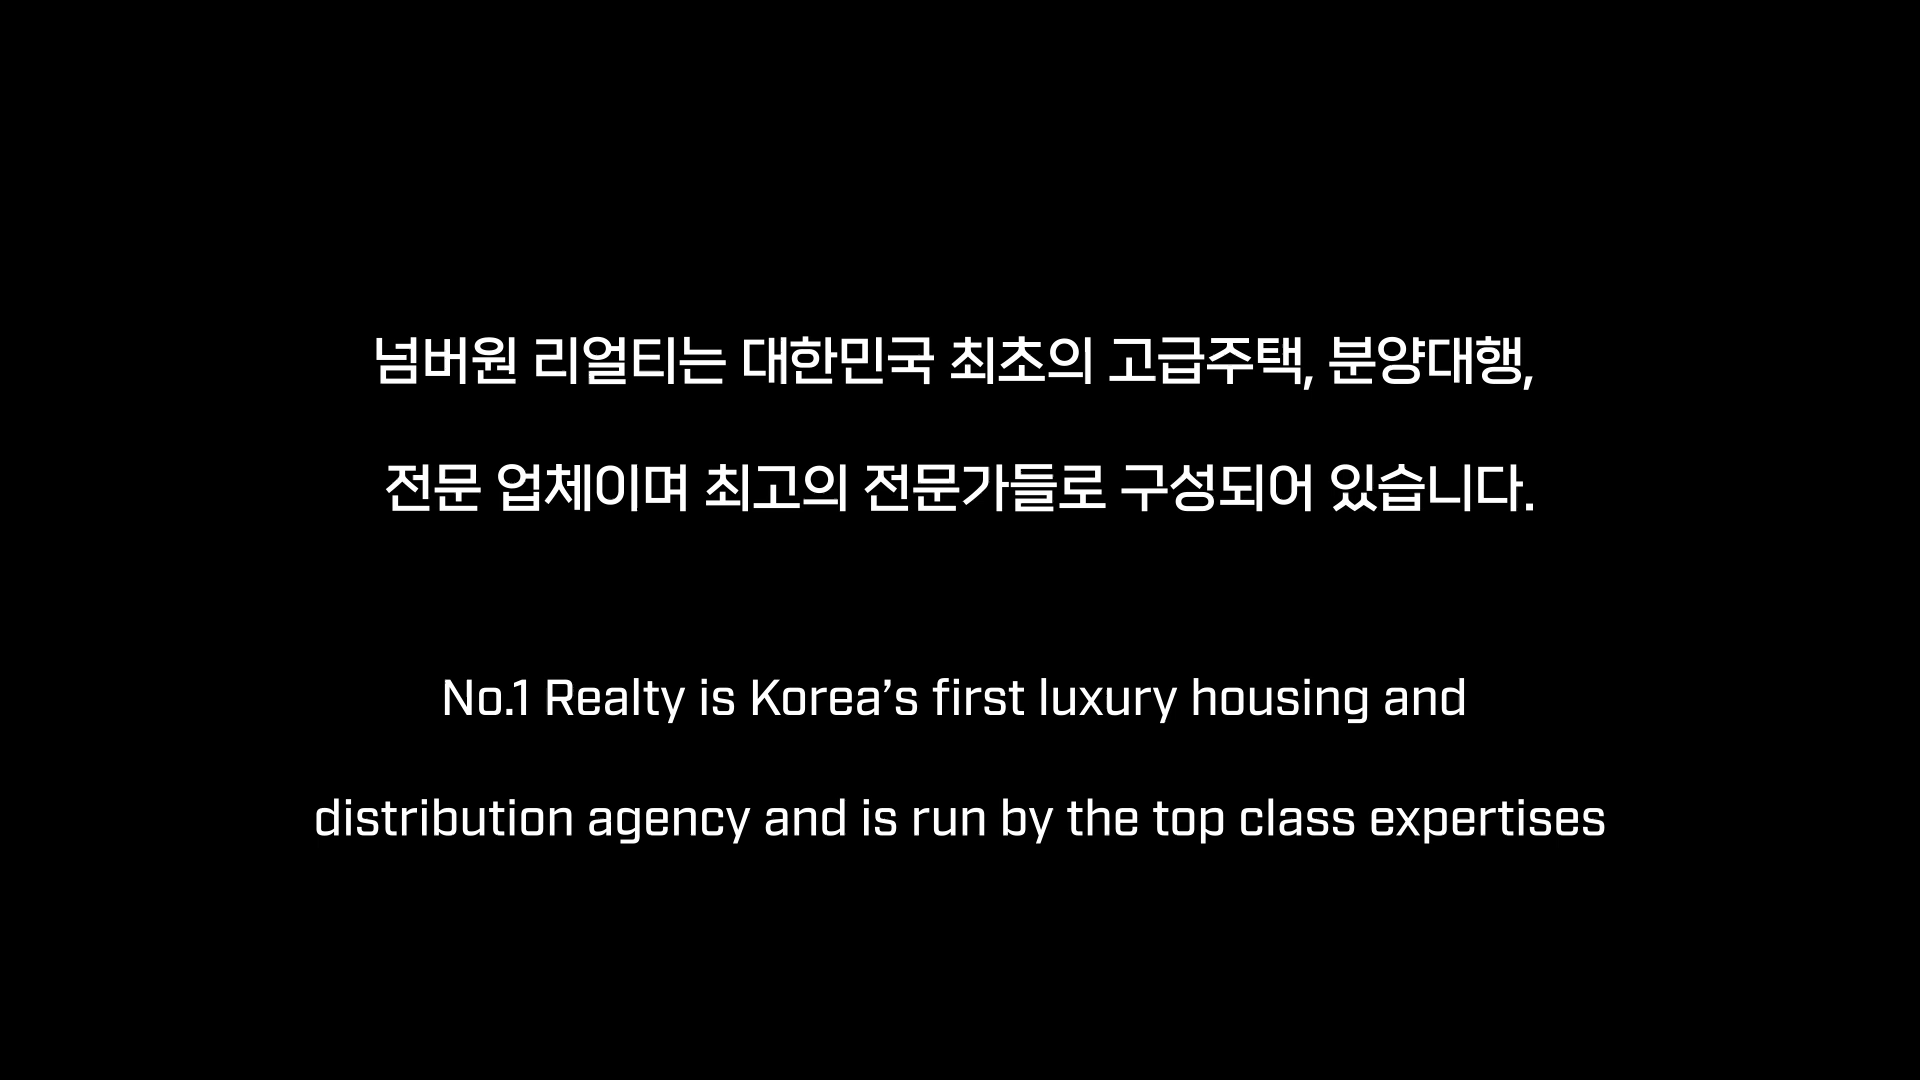 넘버원 리얼티는 대한민국 최초의 고급주택, 분양대행,
전문 업체이며 최고의 전문가들로 구성되어 있습니다.
No.1 Realty is Korea’s first luxury housing and
distribution agency and is run by the top class expertises